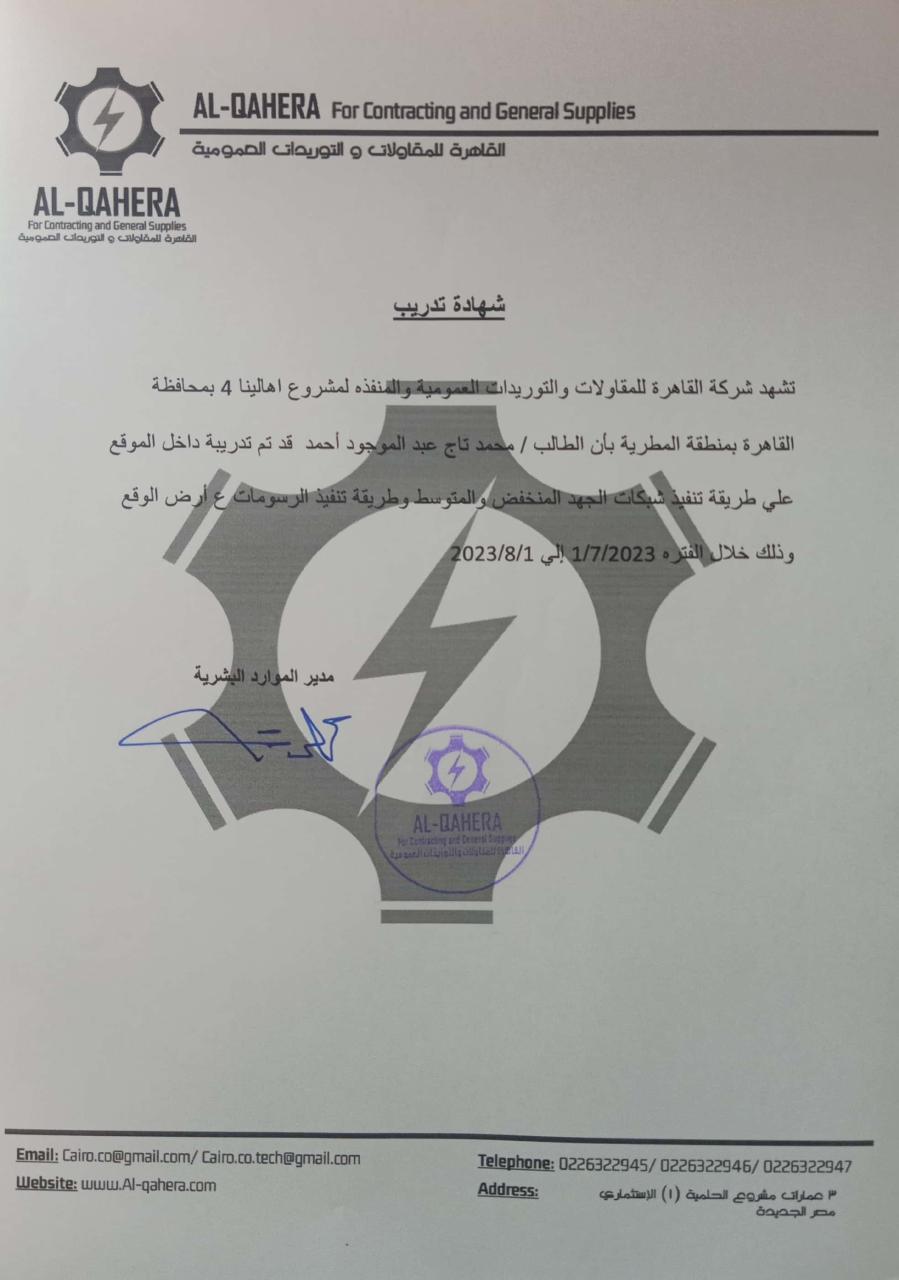 AL-QAHERA For Contracting and General Supplies
القاهرة للمقاولات و التوريدات العمومية
AL-QAHERA
For Contracting and General Supplies
القاهرة للمقاولات و التوريدات العمومية
شهادة تدريب
تشهد شركة القاهرة للمقاولات والتوريدات العمومية والمنفذه لمشروع اهالينا 4 بمحافظة
القاهرة بمنطقة المطرية بأن الطالب / محمد تاج عبد الموجود أحمد قد تم تدريبة داخل الموقع
علي طريقة تنفيذ شبكات الجهد المنخفض والمتوسط وطريقة تنفيذ الرسومات ع أرض الوقع
وذلك خلال الفتره 1/7/2023 إلي 2023/8/1
مدير الموارد البشرية
AL-QAHERA
For Contracting and General Supplies
القاهرة للمقاولات والتوريدات العمومية
Email: Cairo.co@gmail.com/ Cairo.co.tech@gmail.com
Website: www.Al-qahera.com
Telephone: 0226322945/ 0226322946/ 0226322947
Address: ٣ عمارات مشروع الحلمية (١) الإستثماري
مصر الجديدة